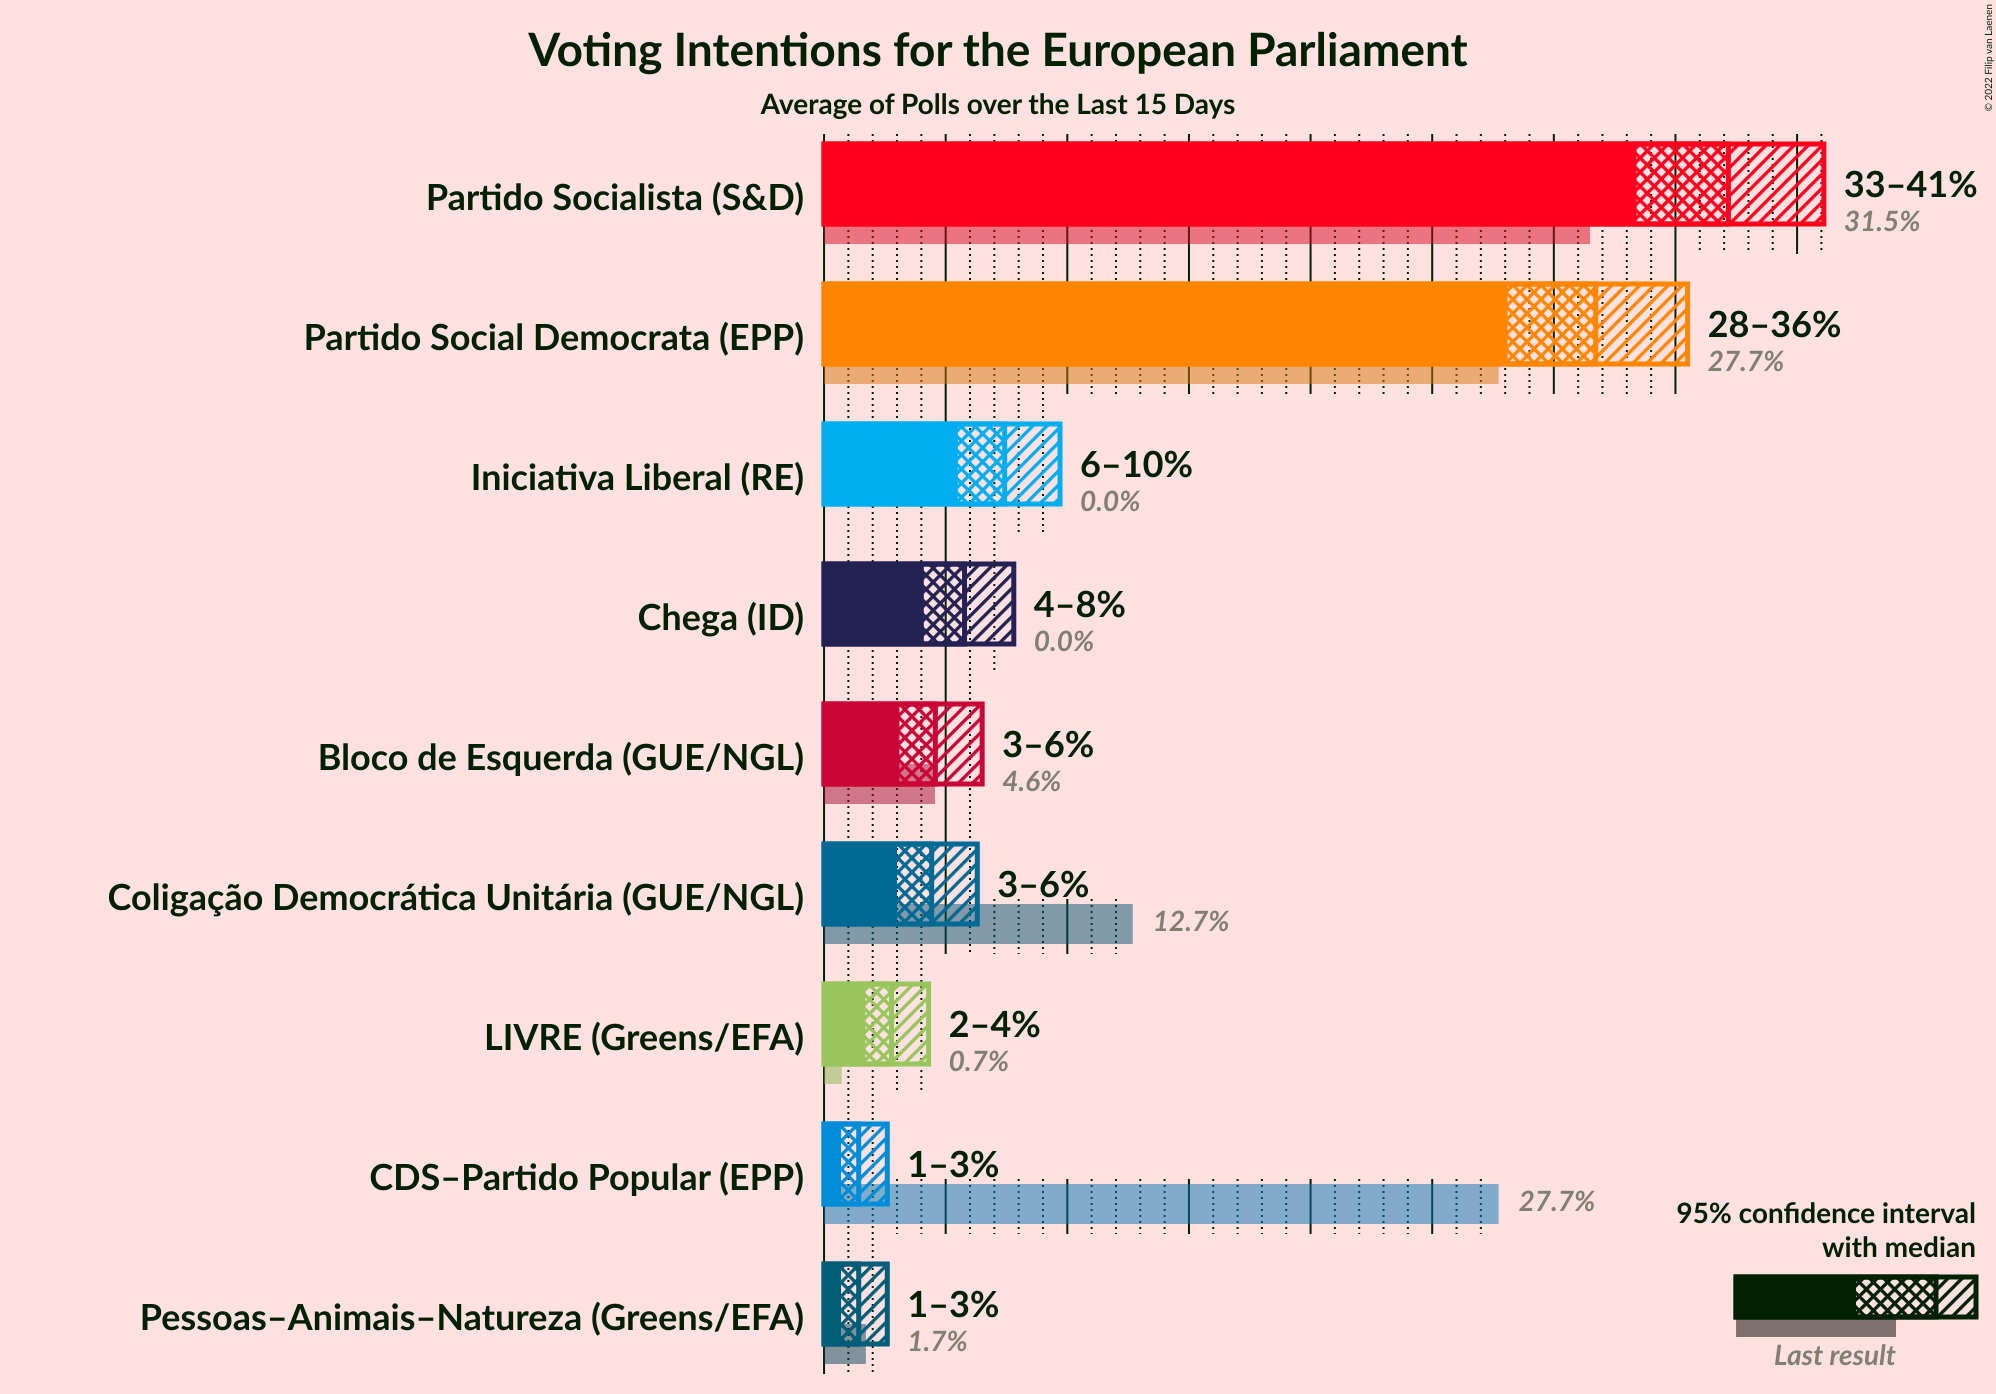 Voting Intentions for the European Parliament
Average of Polls over the Last 15 Days
© 2022 Filip van Laenen
Partido Socialista (S&D)
33–41%
31.5%
Partido Social Democrata (EPP)
28–36%
27.7%
Iniciativa Liberal (RE)
6–10%
0.0%
Chega (ID)
4–8%
0.0%
Bloco de Esquerda (GUE/NGL)
3–6%
4.6%
Coligação Democrática Unitária (GUE/NGL)
3–6%
12.7%
LIVRE (Greens/EFA)
2–4%
0.7%
CDS–Partido Popular (EPP)
1–3%
27.7%
Pessoas–Animais–Natureza (Greens/EFA)
1–3%
1.7%
95% confidence interval
with median
Last result